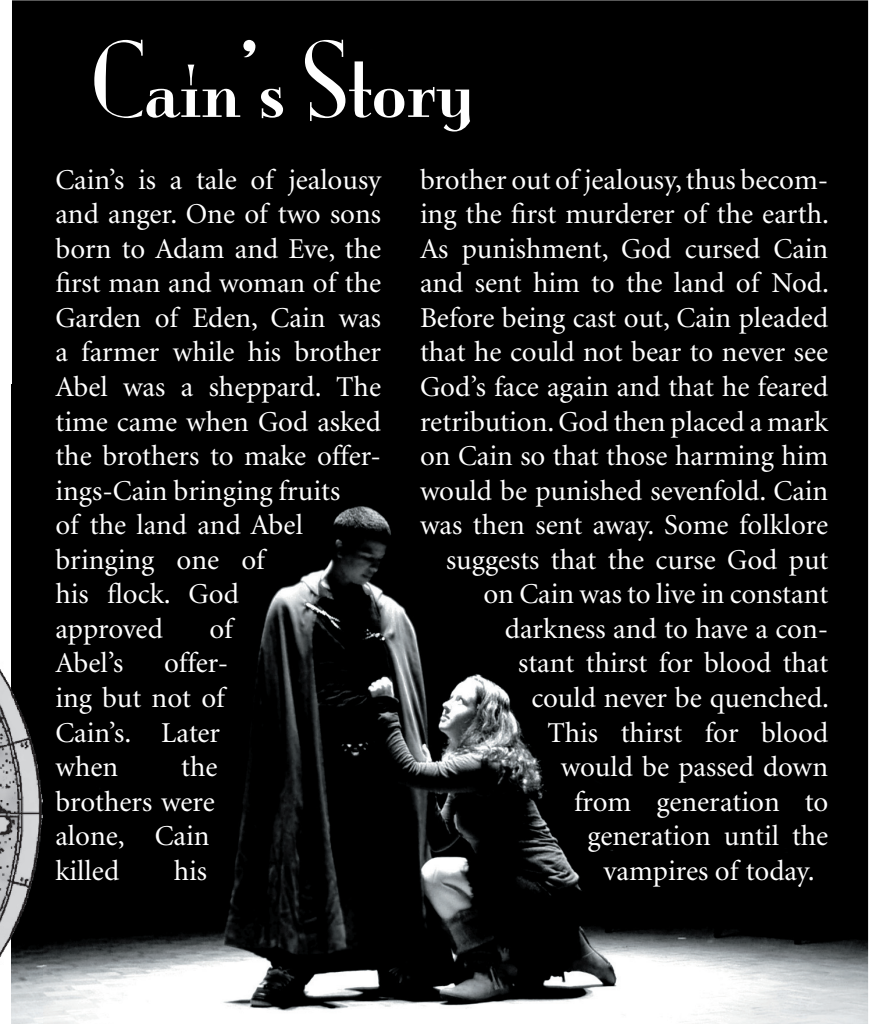 Cain's Story
Cain's is a tale of jealousy
and anger. One of two sons
born to Adam and Eve, the
first man and woman of the
Garden of Eden, Cain was
a farmer while his brother
Abel was a sheppard. The
time came when God asked
the brothers to make offer-
ings-Cain bringing fruits
of the land and Abel
bringing one of
his flock. God
approved of
Abel's offer-
ing but not of
Cain's. Later
when the
brothers were
alone, Cain
killed his
brother out of jealousy, thus becom-
ing the first murderer of the earth.
As punishment, God cursed Cain
and sent him to the land of Nod.
Before being cast out, Cain pleaded
that he could not bear to never see
God's face again and that he feared
retribution. God then placed a mark
on Cain so that those harming him
would be punished sevenfold. Cain
was then sent away. Some folklore
suggests that the curse God put
on Cain was to live in constant
darkness and to have a con-
stant thirst for blood that
could never be quenched.
This thirst for blood
would be passed down
from generation to
generation until the
vampires of today.